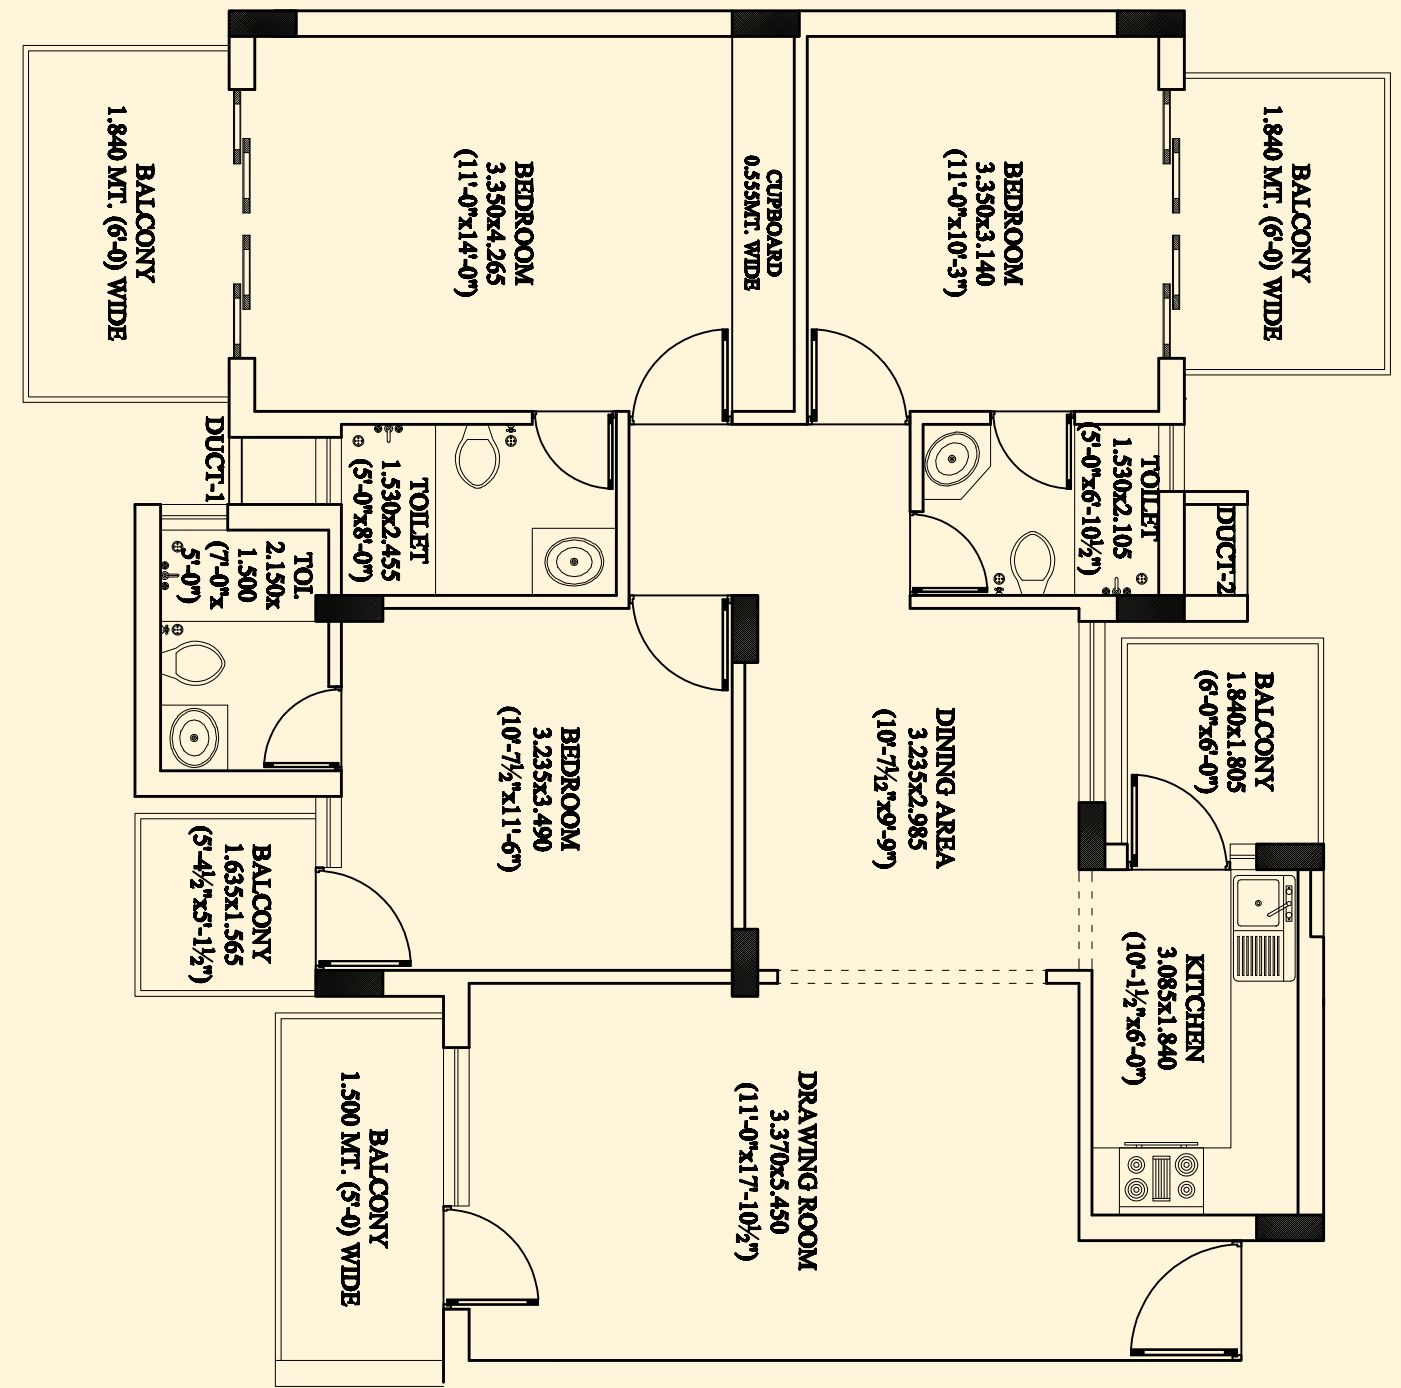 BALCONY
1.840 MT. (6'-0) WIDE
BEDROOM
3.350x4.265
(11'-0"x14'-0")
CUPBOARD
0.555MT. WIDE
BEDROOM
3.350x3.140
(11'-0"x10'-3")
BALCONY
1.840 MT. (6'-0) WIDE
DUCT-1
TOILET
1.530x2.455
(5'-0"x8'-0")
TOILET
1.530x2.105
(5'-0"x6'-10½")
DUCT-2
TOI.
2.150x
1.500
(7'-0"x
5'-0")
BEDROOM
3.235x3.490
(10'-7½"x11'-6")
DINING AREA
3.235x2.985
(10'-7½"x9'-9")
BALCONY
1.840x1.805
(6'-0"x6'-0")
BALCONY
1.635x1.565
(5'-4½"x5'-1½")
KITCHEN
3.085x1.840
(10'-1½"x6'-0")
BALCONY
1.500 MT. (5'-0) WIDE
DRAWING ROOM
3.370x5.450
(11'-0"x17'-10½")